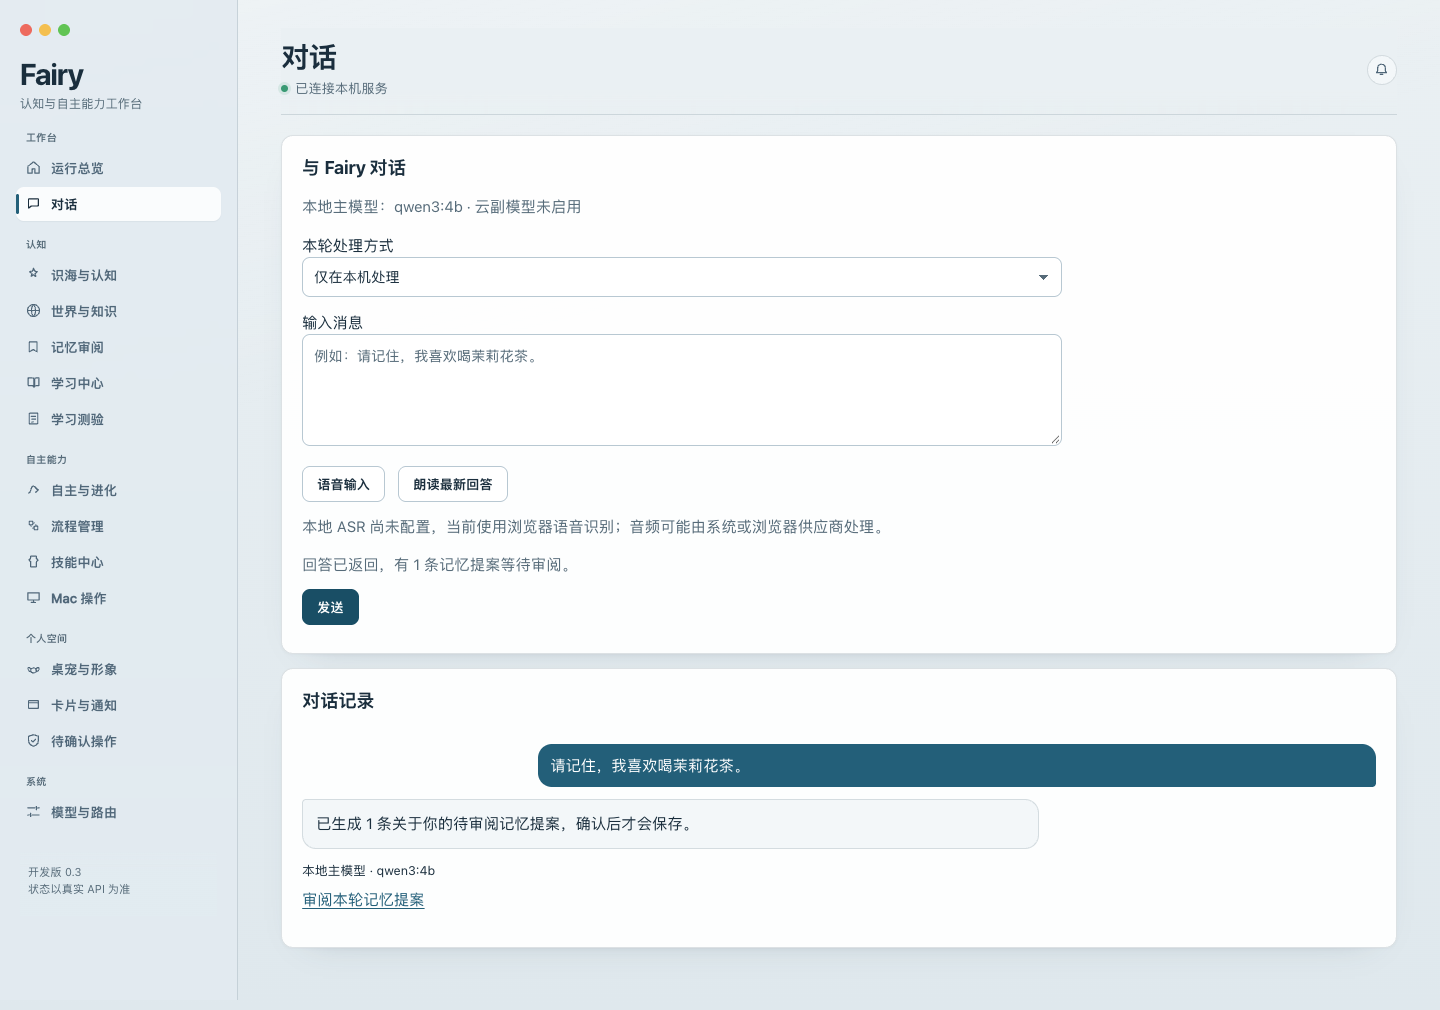 Fairy
认知与自主能力工作台
工作台
运行总览
对话
认知
识海与认知
世界与知识
记忆审阅
学习中心
学习测验
自主能力
自主与进化
流程管理
技能中心
Mac 操作
个人空间
桌宠与形象
卡片与通知
待确认操作
系统
模型与路由
开发版 0.3
状态以真实 API 为准
对话
已连接本机服务
与 Fairy 对话
本地主模型：qwen3:4b · 云副模型未启用
本轮处理方式
仅在本机处理
输入消息
例如：请记住，我喜欢喝茉莉花茶。
语音输入
朗读最新回答
本地 ASR 尚未配置，当前使用浏览器语音识别；音频可能由系统或浏览器供应商处理。
回答已返回，有 1 条记忆提案等待审阅。
发送
对话记录
请记住，我喜欢喝茉莉花茶。
已生成 1 条关于你的待审阅记忆提案，确认后才会保存。
本地主模型 · qwen3:4b
审阅本轮记忆提案